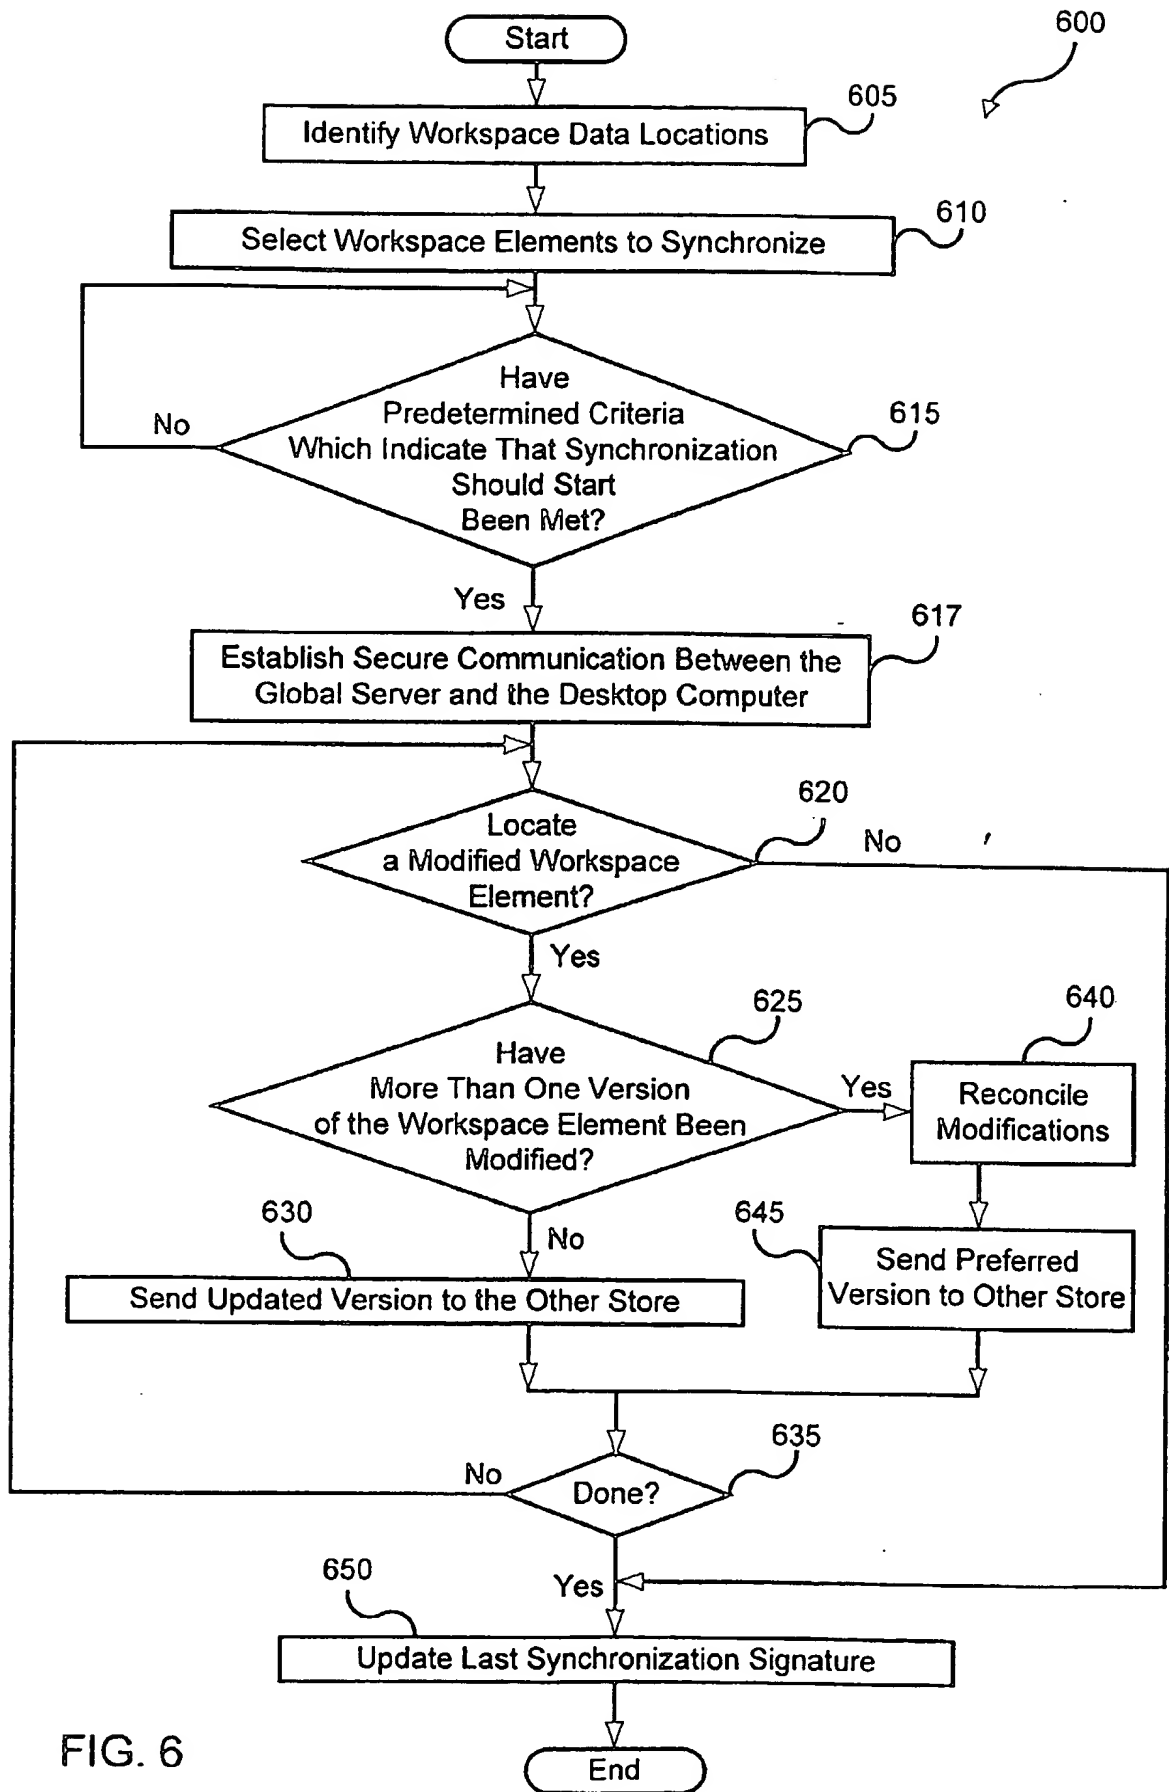 Start
600
605
Identify Workspace Data Locations
610
Select Workspace Elements to Synchronize
Have
Predetermined Criteria
Which Indicate That Synchronization
Should Start
Been Met?
No
615
Yes
617
Establish Secure Communication Between the
Global Server and the Desktop Computer
620
Locate
a Modified Workspace
Element?
No
Yes
625
640
Have
More Than One Version
of the Workspace Element Been
Modified?
Yes
Reconcile
Modifications
630
No
645
Send Updated Version to the Other Store
Send Preferred
Version to Other Store
635
No
Done?
650
Yes
Update Last Synchronization Signature
FIG. 6
End